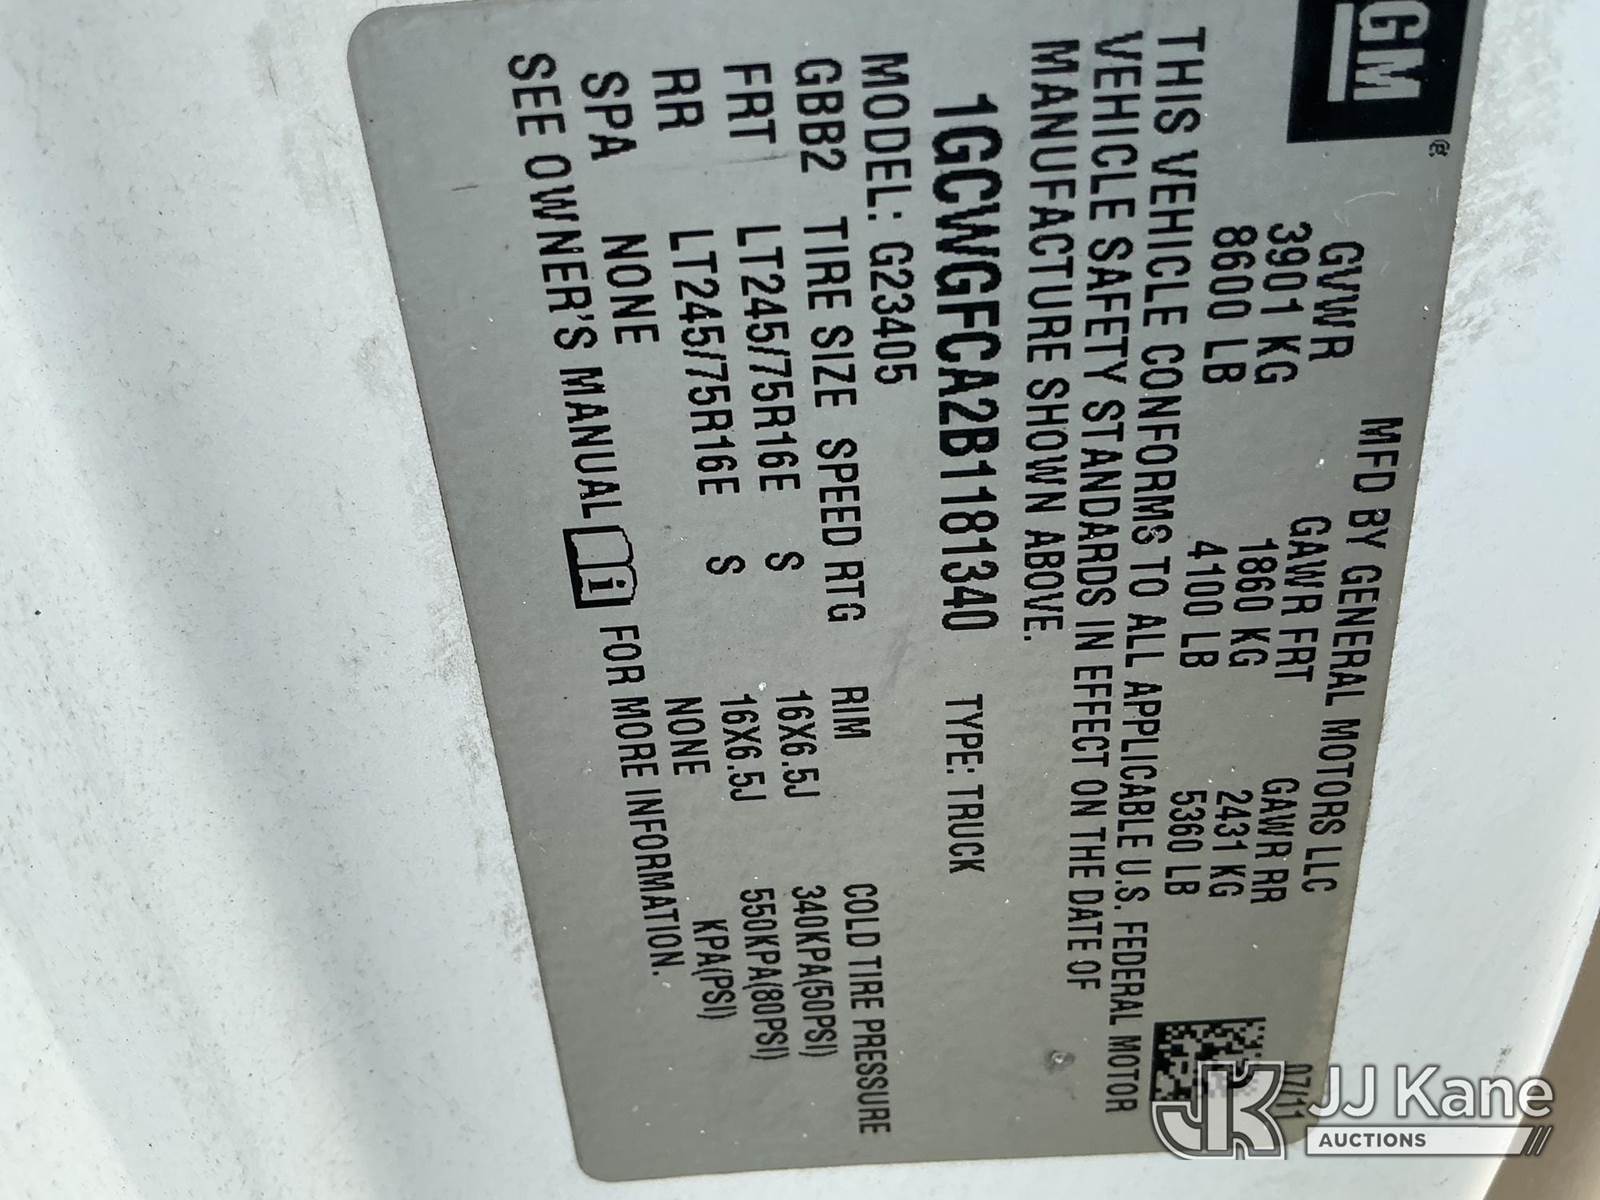 GM
MFD BY GENERAL MOTORS LLC 07/11
GVWR GAWR FRT GAWR RR
3901 KG 1860 KG 2431 KG
8600 LB 4100 LB 5360 LB
THIS VEHICLE CONFORMS TO ALL APPLICABLE U.S. FEDERAL MOTOR
VEHICLE SAFETY STANDARDS IN EFFECT ON THE DATE OF
MANUFACTURE SHOWN ABOVE.
1GCWGFCA2B1181340 TYPE: TRUCK
MODEL: G23405
GBB2 TIRE SIZE SPEED RTG RIM COLD TIRE PRESSURE
FRT LT245/75R16E S 16X6.5J 340KPA(50PSI)
RR LT245/75R16E S 16X6.5J 550KPA(80PSI)
SPA NONE NONE KPA(PSI)
SEE OWNER'S MANUAL i FOR MORE INFORMATION.
JK JJ Kane
AUCTIONS